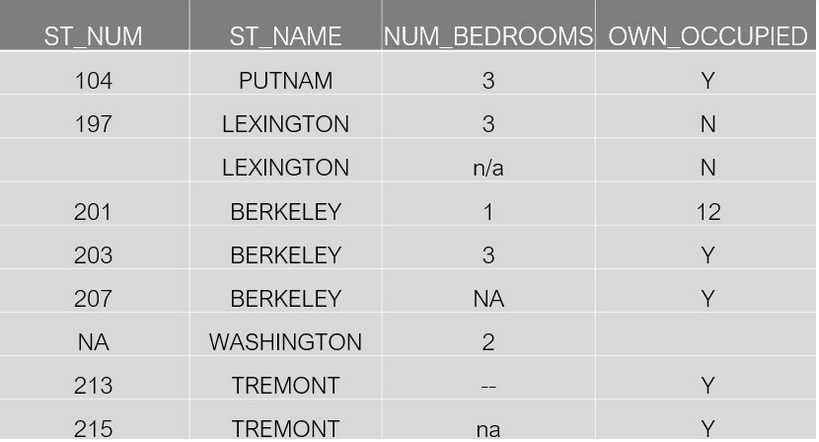 ST_NUM ST_NAME NUM_BEDROOMS OWN_OCCUPIED
104 PUTNAM 3 Y
197 LEXINGTON 3 N
LEXINGTON n/a N
201 BERKELEY 1 12
203 BERKELEY 3 Y
207 BERKELEY NA Y
NA WASHINGTON 2
213 TREMONT -- Y
215 TREMONT na Y